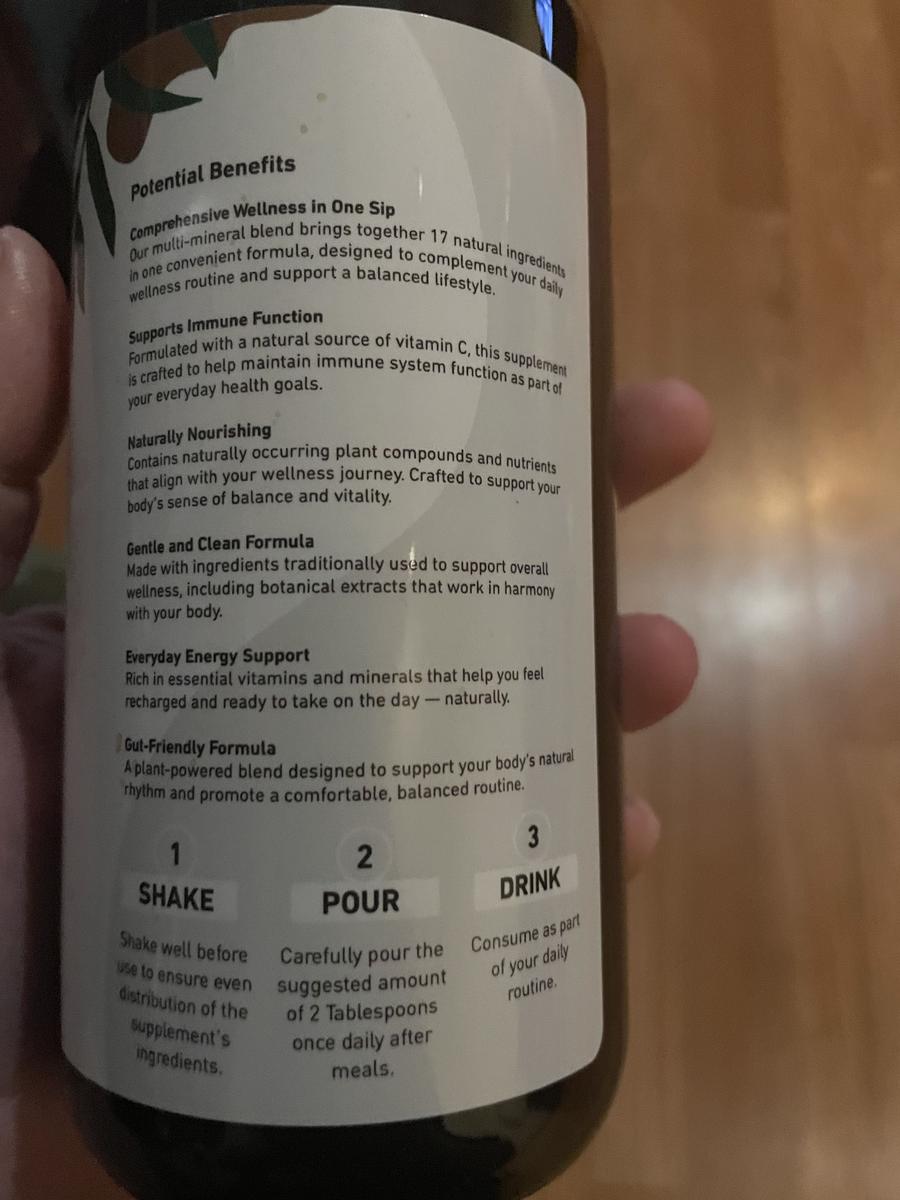 Potential Benefits
Comprehensive Wellness in One Sip
Our multi-mineral blend brings together 17 natural ingredients
in one convenient formula, designed to complement your daily
wellness routine and support a balanced lifestyle.
Supports Immune Function
Formulated with a natural source of vitamin C, this supplement
is crafted to help maintain immune system function as part of
your everyday health goals.
Naturally Nourishing
Contains naturally occurring plant compounds and nutrients
that align with your wellness journey. Crafted to support your
body's sense of balance and vitality.
Gentle and Clean Formula
Made with ingredients traditionally used to support overall
wellness, including botanical extracts that work in harmony
with your body.
Everyday Energy Support
Rich in essential vitamins and minerals that help you feel
recharged and ready to take on the day — naturally.
Gut-Friendly Formula
A plant-powered blend designed to support your body's natural
rhythm and promote a comfortable, balanced routine.
1
SHAKE
Shake well before
use to ensure even
distribution of the
supplement's
ingredients.
2
POUR
Carefully pour the
suggested amount
of 2 Tablespoons
once daily after
meals.
3
DRINK
Consume as part
of your daily
routine.